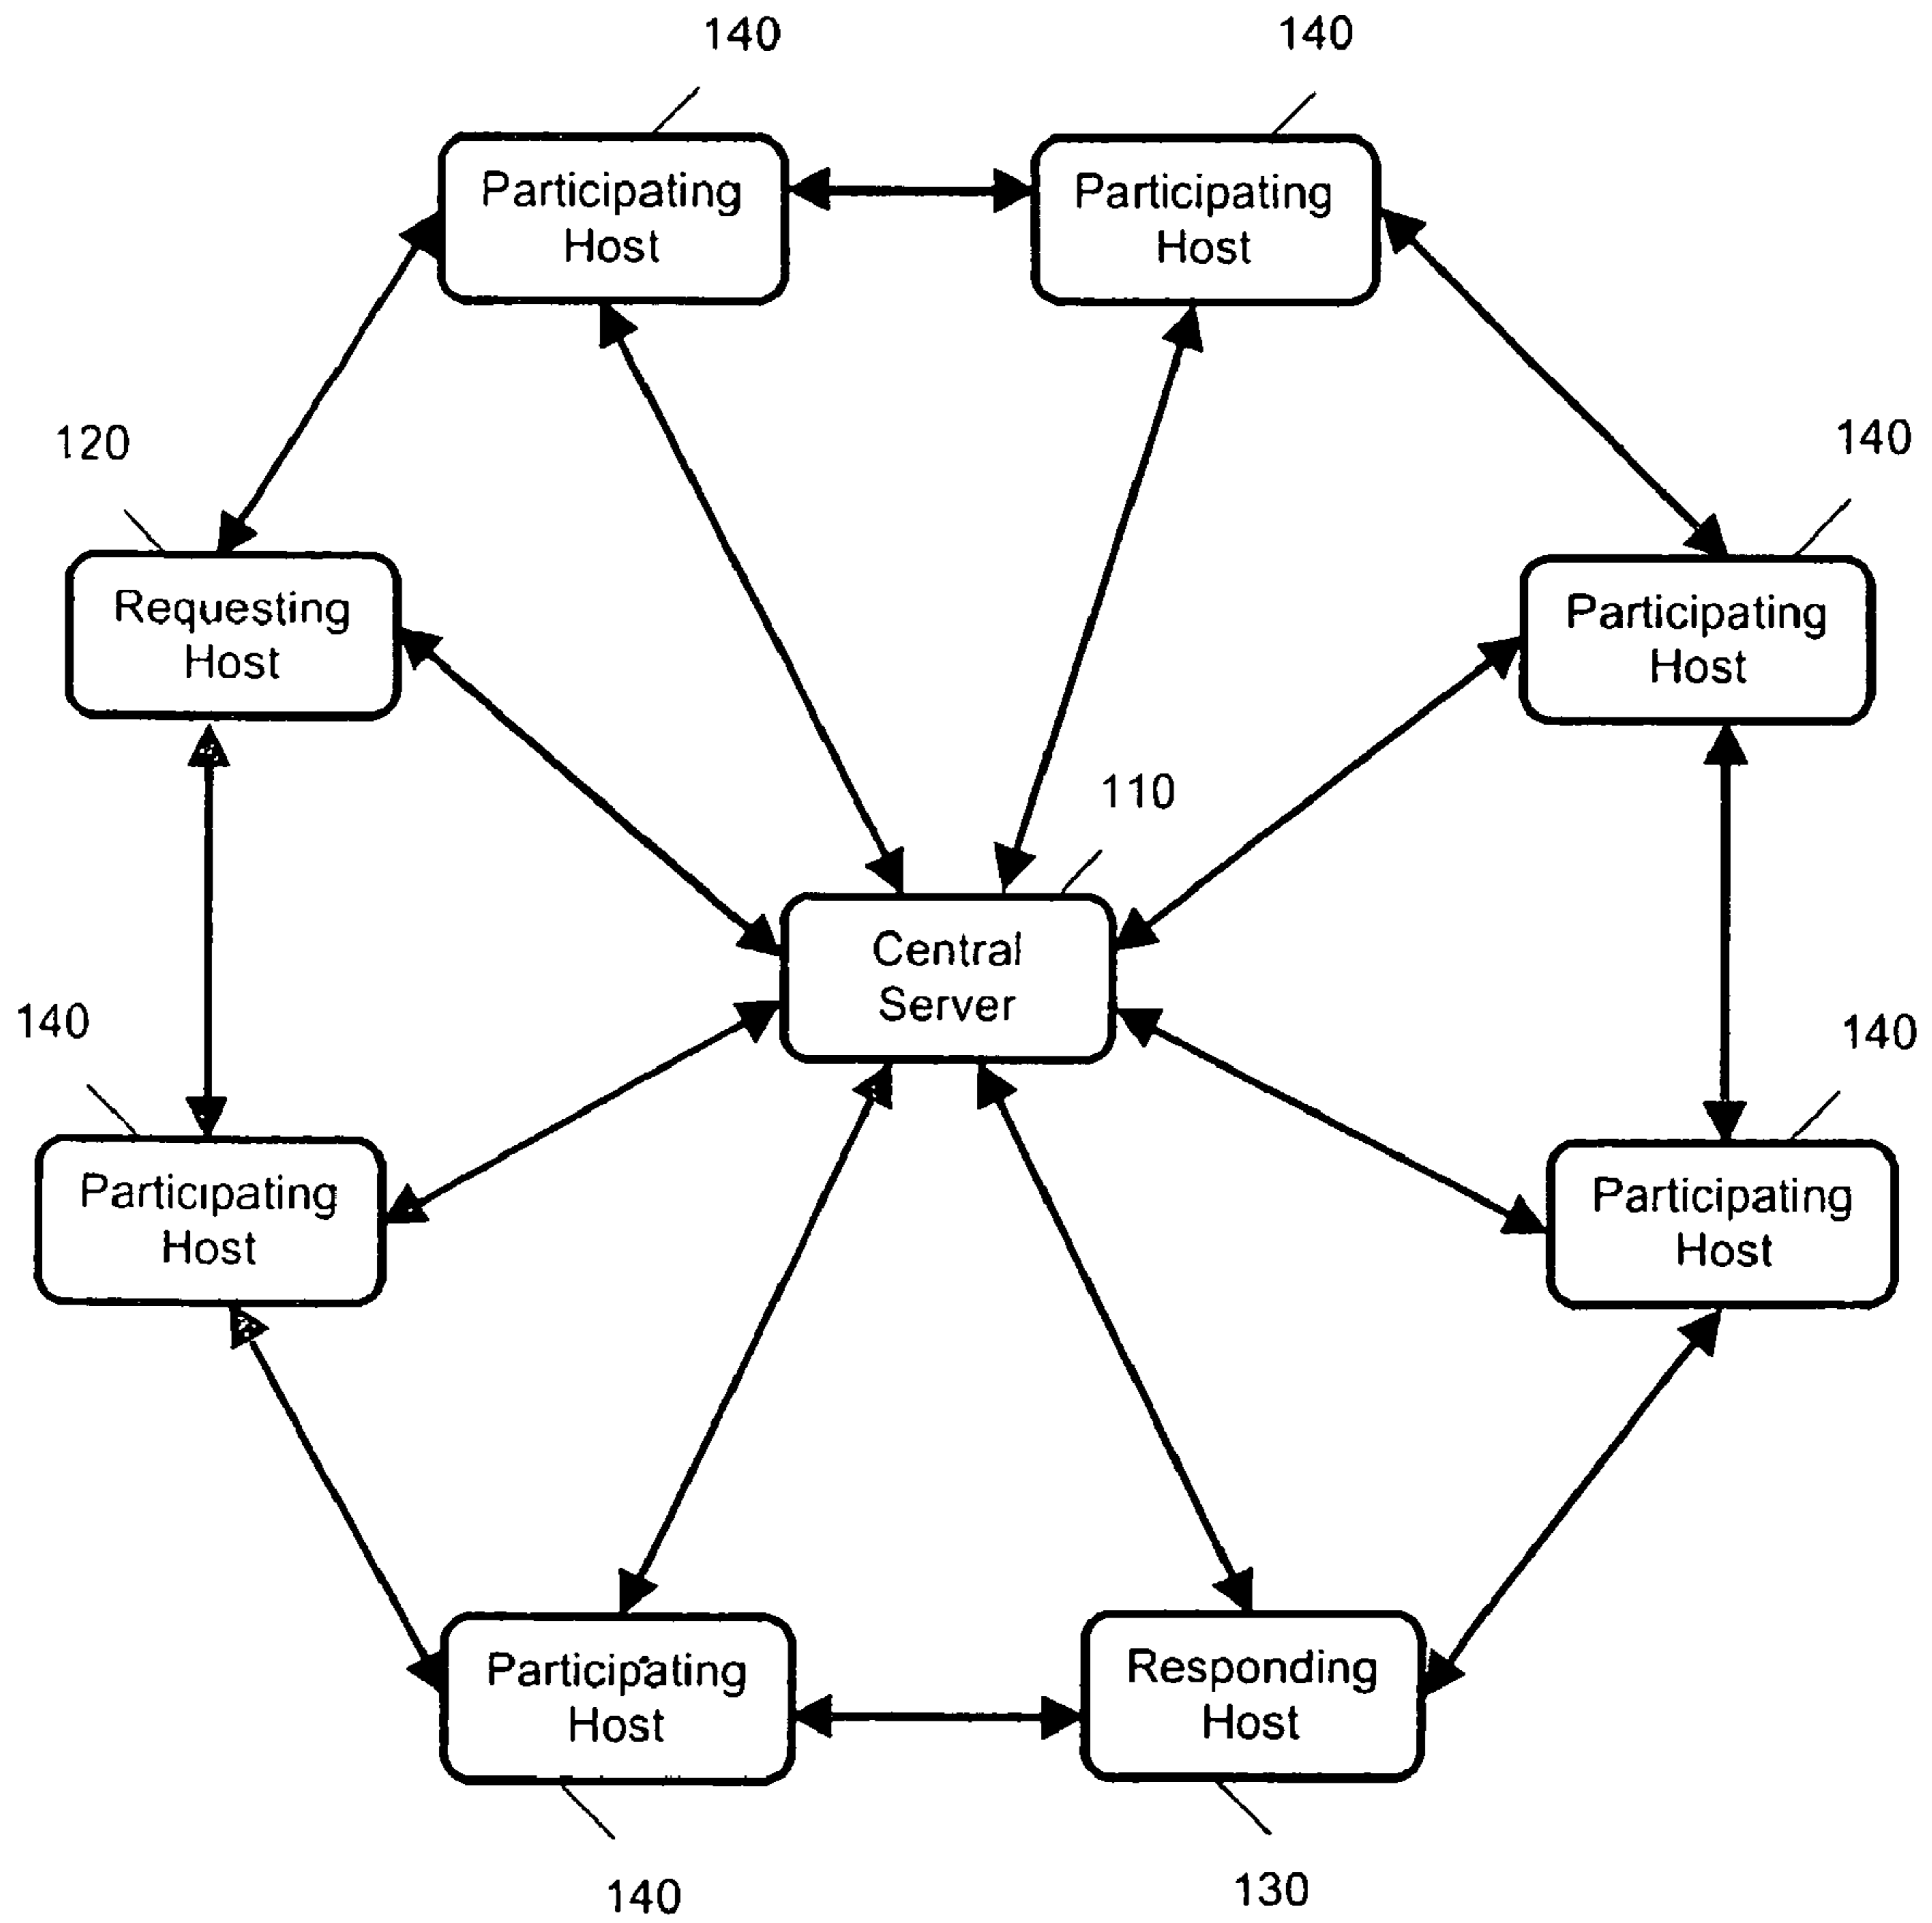 140
140
Participating
Host
Participating
Host
120
140
Requesting
Host
Participating
Host
110
Central
Server
140
140
Participating
Host
Participating
Host
Participating
Host
Responding
Host
140
130